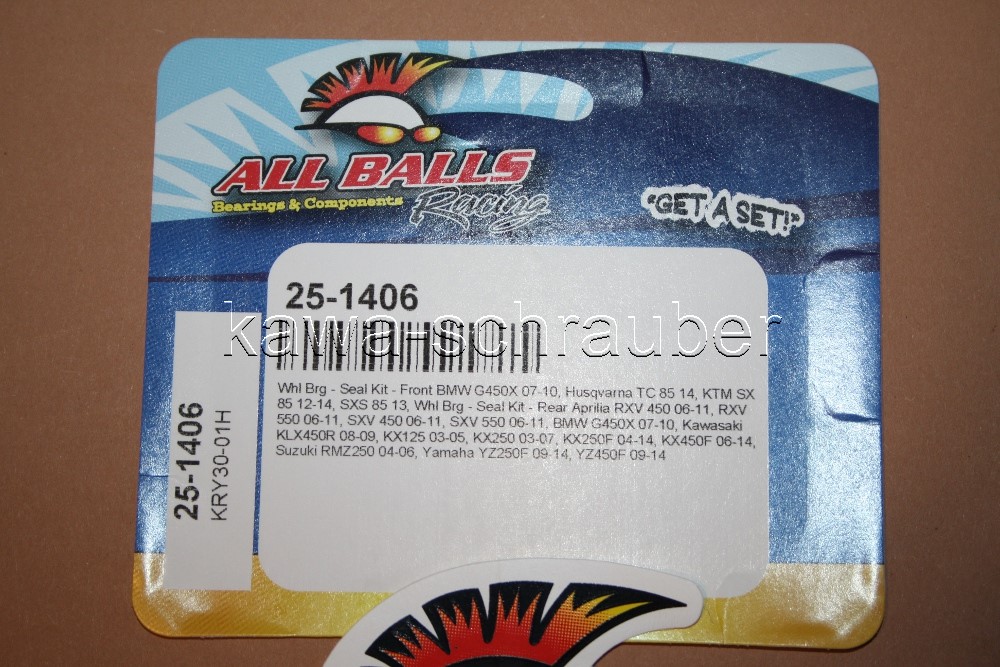 ALL BALLS
Bearings & Components
Racing
"GET A SET!"
25-1406
kawa-schrauber
Whl Brg - Seal Kit - Front BMW G450X 07-10, Husqvarna TC 85 14, KTM SX
85 12-14, SXS 85 13, Whl Brg - Seal Kit - Rear Aprilia RXV 450 06-11, RXV
550 06-11, SXV 450 06-11, SXV 550 06-11, BMW G450X 07-10, Kawasaki
KLX450R 08-09, KX125 03-05, KX250 03-07, KX250F 04-14, KX450F 06-14,
Suzuki RMZ250 04-06, Yamaha YZ250F 09-14, YZ450F 09-14
25-1406
KRY30-01H